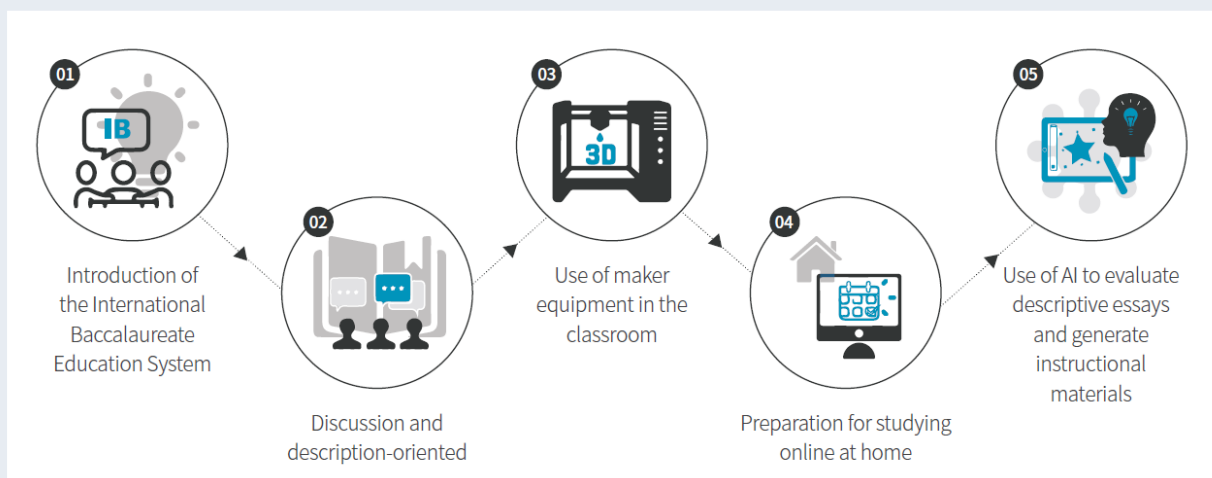 01
IB
Introduction of
the International
Baccalaureate
Education System
02
Discussion and
description-oriented
03
3D
Use of maker
equipment in the
classroom
04
Preparation for studying
online at home
05
Use of AI to evaluate
descriptive essays
and generate
instructional
materials